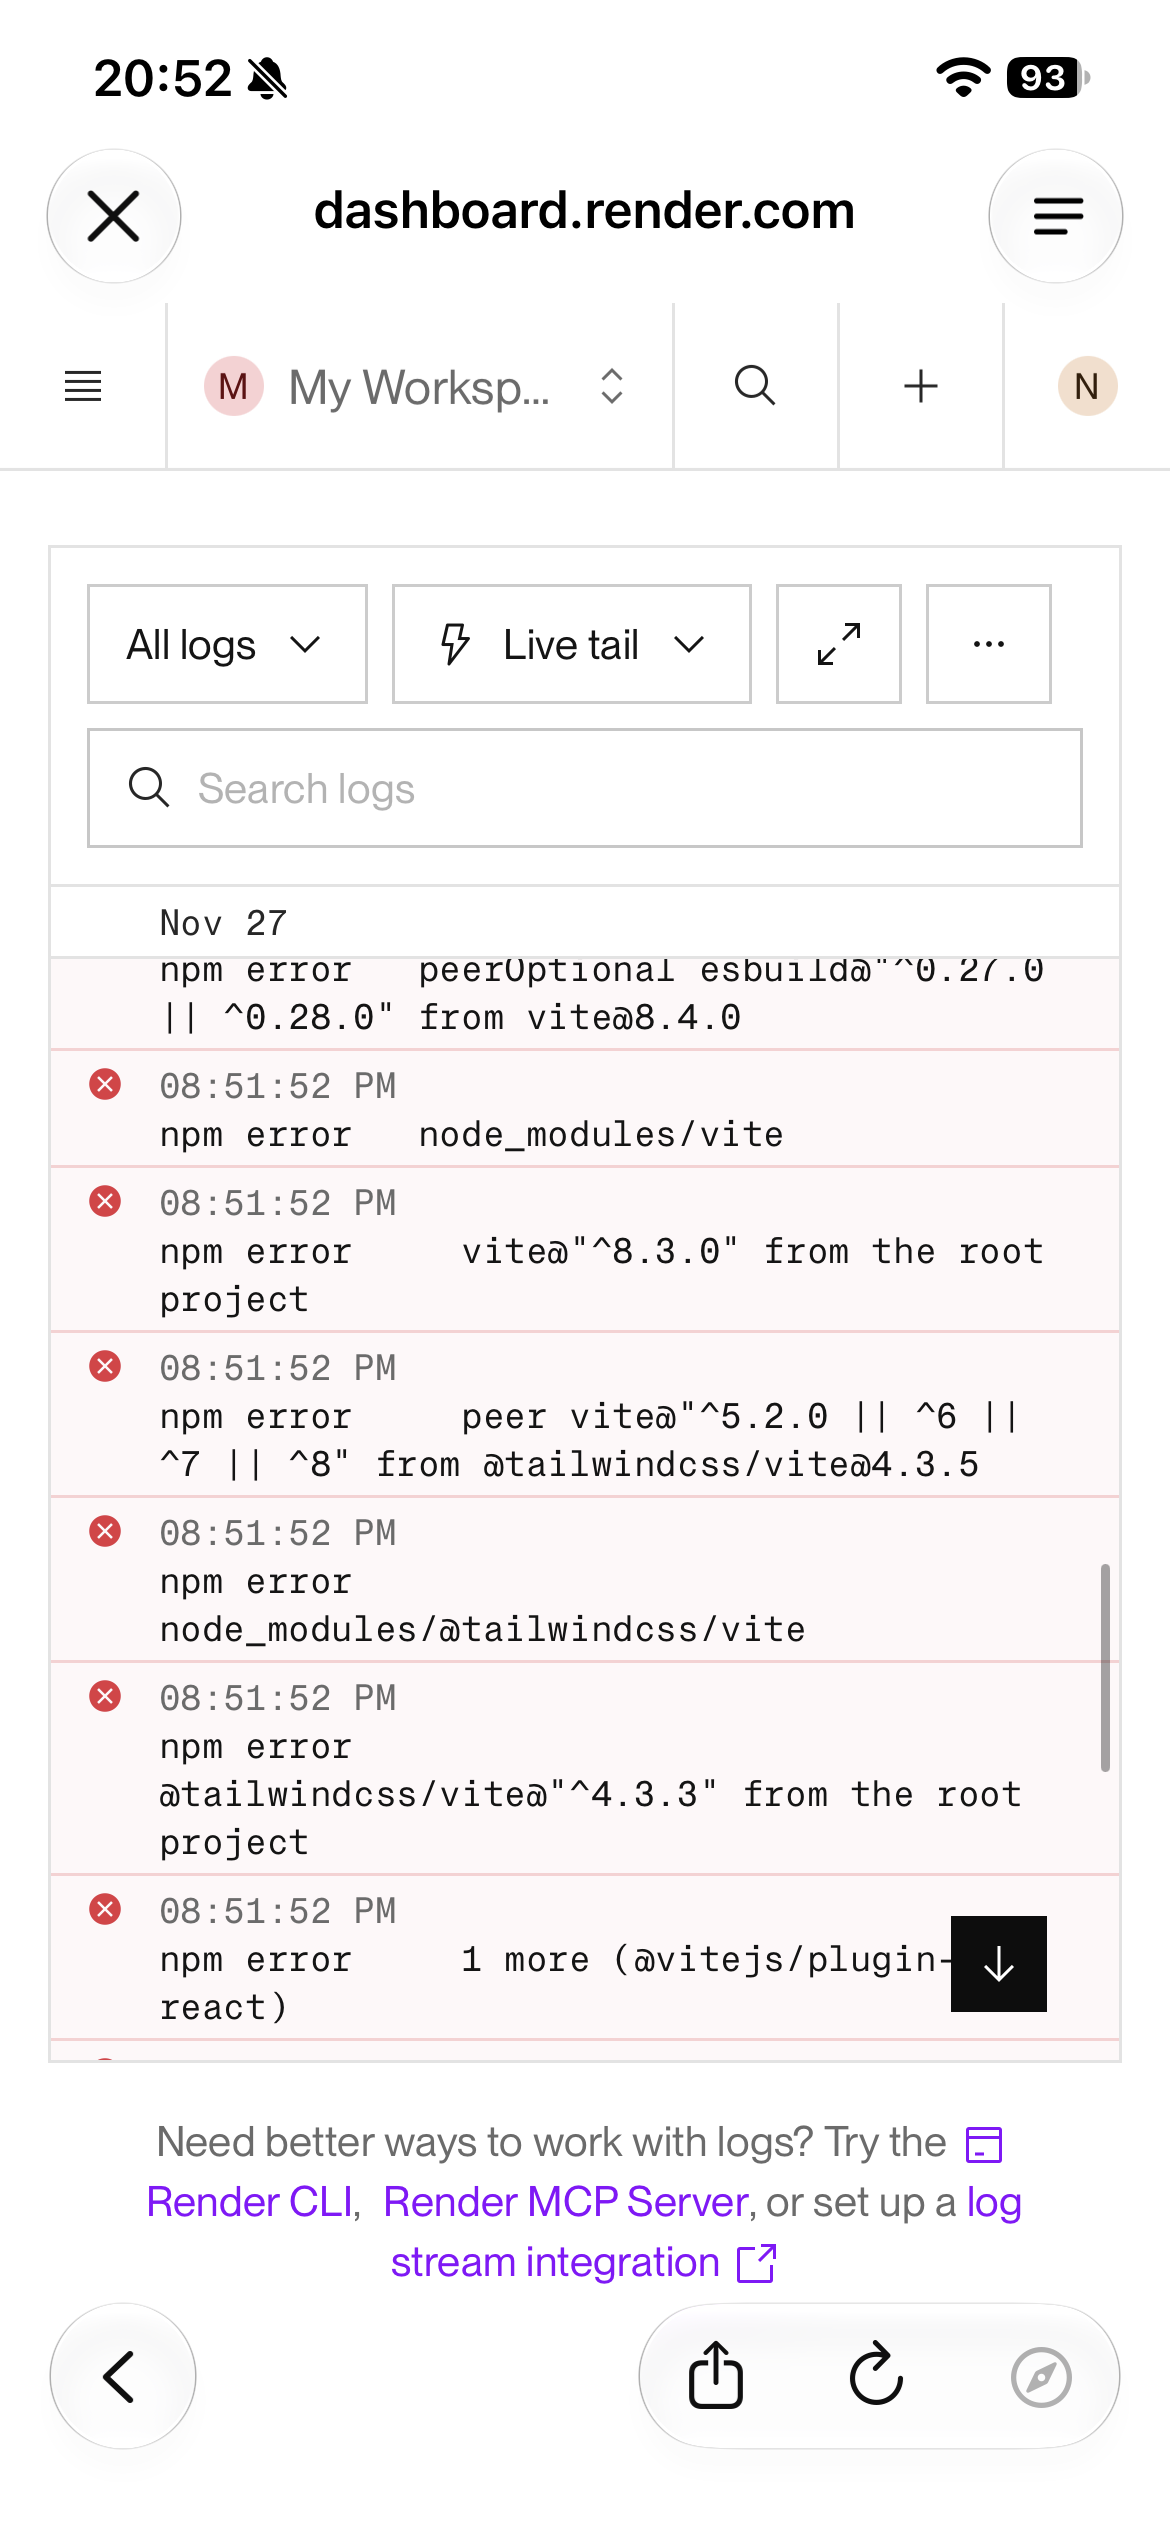 20:52
93
dashboard.render.com
M My Worksp...
N
All logs
Live tail
Search logs
Nov 27
npm error   peerOptional esbuild@"^0.27.0
|| ^0.28.0" from vite@8.4.0
08:51:52 PM
npm error   node_modules/vite
08:51:52 PM
npm error     vite@"^8.3.0" from the root
project
08:51:52 PM
npm error     peer vite@"^5.2.0 || ^6 ||
^7 || ^8" from @tailwindcss/vite@4.3.5
08:51:52 PM
npm error
node_modules/@tailwindcss/vite
08:51:52 PM
npm error
@tailwindcss/vite@"^4.3.3" from the root
project
08:51:52 PM
npm error     1 more (@vitejs/plugin-
react)
Need better ways to work with logs? Try the
Render CLI, Render MCP Server, or set up a log
stream integration